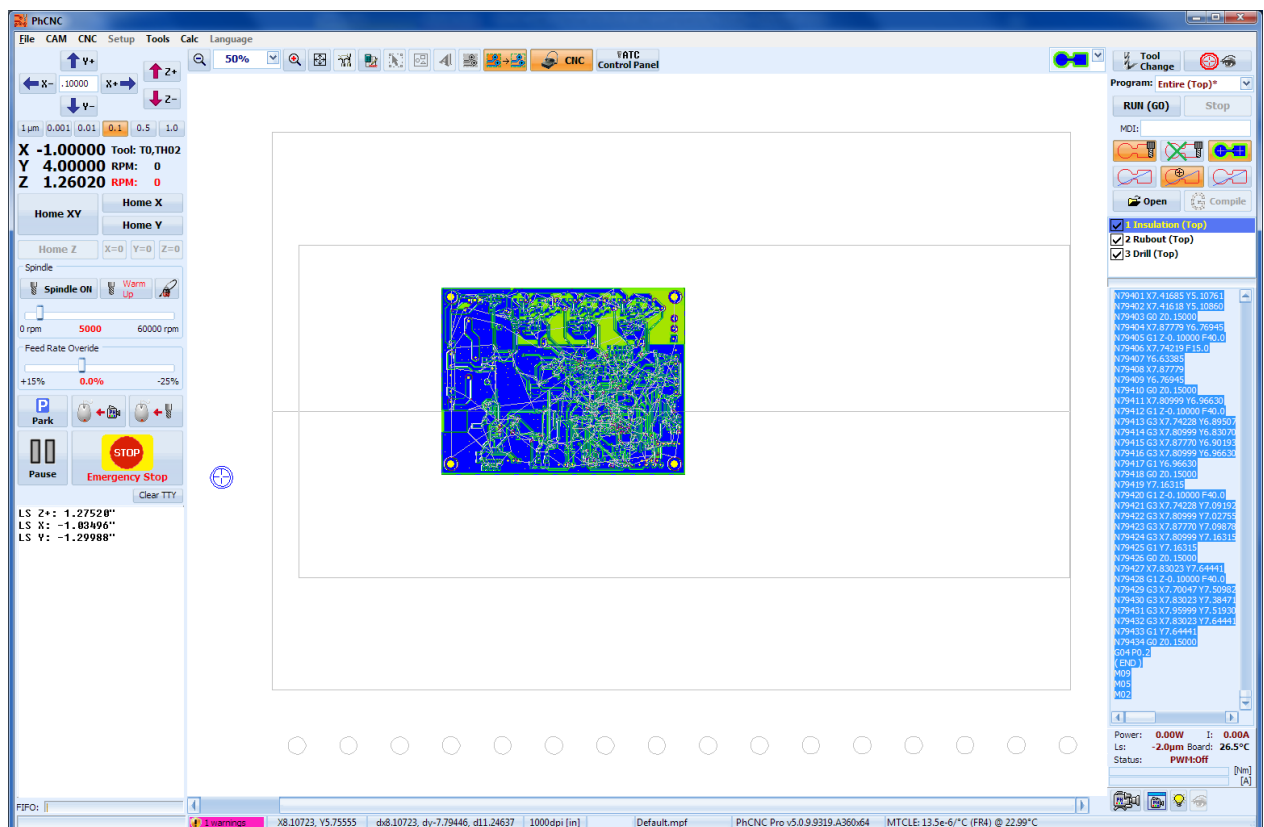 PhCNC
File CAM CNC Setup Tools Calc Language
Y+
X- .10000 X+
Y-
Z+
Z-
1µm 0.001 0.01 0.1 0.5 1.0
X -1.00000 Tool: T0,TH02
Y 4.00000 RPM: 0
Z 1.26020 RPM: 0
Home XY
Home X
Home Y
Home Z X=0 Y=0 Z=0
Spindle
Spindle ON Warm Up
0 rpm 5000 60000 rpm
Feed Rate Overide
+15% 0.0% -25%
P
Park
Pause
STOP
Emergency Stop
Clear TTY
LS Z+: 1.27520"
LS X: -1.03496"
LS Y: -1.29988"
FIFO:
50%
CNC
ATC
Control Panel
Tool
Change
Program: Entire (Top)*
RUN (G0) Stop
MDI:
Open Compile
1 Insulation (Top)
2 Rubout (Top)
3 Drill (Top)
N79401 X7.41685 Y5.10761
N79402 X7.41618 Y5.10860
N79403 G0 Z0.15000
N79404 X7.87779 Y6.76945
N79405 G1 Z-0.10000 F40.0
N79406 X7.74219 F15.0
N79407 Y6.63385
N79408 X7.87779
N79409 Y6.76945
N79410 G0 Z0.15000
N79411 X7.80999 Y6.96630
N79412 G1 Z-0.10000 F40.0
N79413 G3 X7.74228 Y6.89507
N79414 G3 X7.80999 Y6.83070
N79415 G3 X7.87770 Y6.90193
N79416 G3 X7.80999 Y6.96630
N79417 G1 Y6.96630
N79418 G0 Z0.15000
N79419 Y7.16315
N79420 G1 Z-0.10000 F40.0
N79421 G3 X7.74228 Y7.09192
N79422 G3 X7.80999 Y7.02755
N79423 G3 X7.87770 Y7.09878
N79424 G3 X7.80999 Y7.16315
N79425 G1 Y7.16315
N79426 G0 Z0.15000
N79427 X7.83023 Y7.64441
N79428 G1 Z-0.10000 F40.0
N79429 G3 X7.70047 Y7.50982
N79430 G3 X7.83023 Y7.38471
N79431 G3 X7.95999 Y7.51930
N79432 G3 X7.83023 Y7.64441
N79433 G1 Y7.64441
N79434 G0 Z0.15000
G04 P0.2
( END )
M09
M05
M02
Power: 0.00W I: 0.00A
Ls: -2.0µm Board: 26.5°C
Status: PWM:Off
[Nm]
[A]
1 warnings X8.10723, Y5.75555 dx8.10723, dy-7.79446, d11.24637 1000dpi [in] Default.mpf PhCNC Pro v5.0.9.9319.A360x64 MTCLE: 13.5e-6/°C (FR4) @ 22.99°C